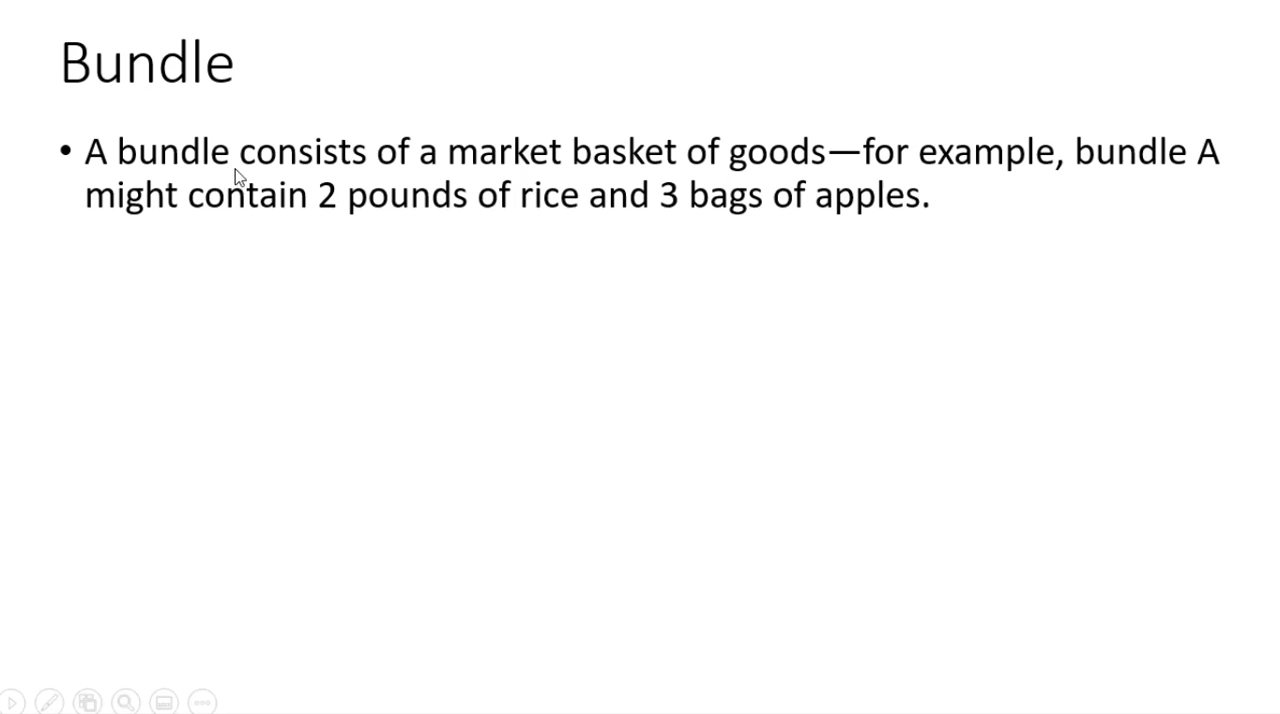 Bundle
• A bundle consists of a market basket of goods—for example, bundle A
might contain 2 pounds of rice and 3 bags of apples.